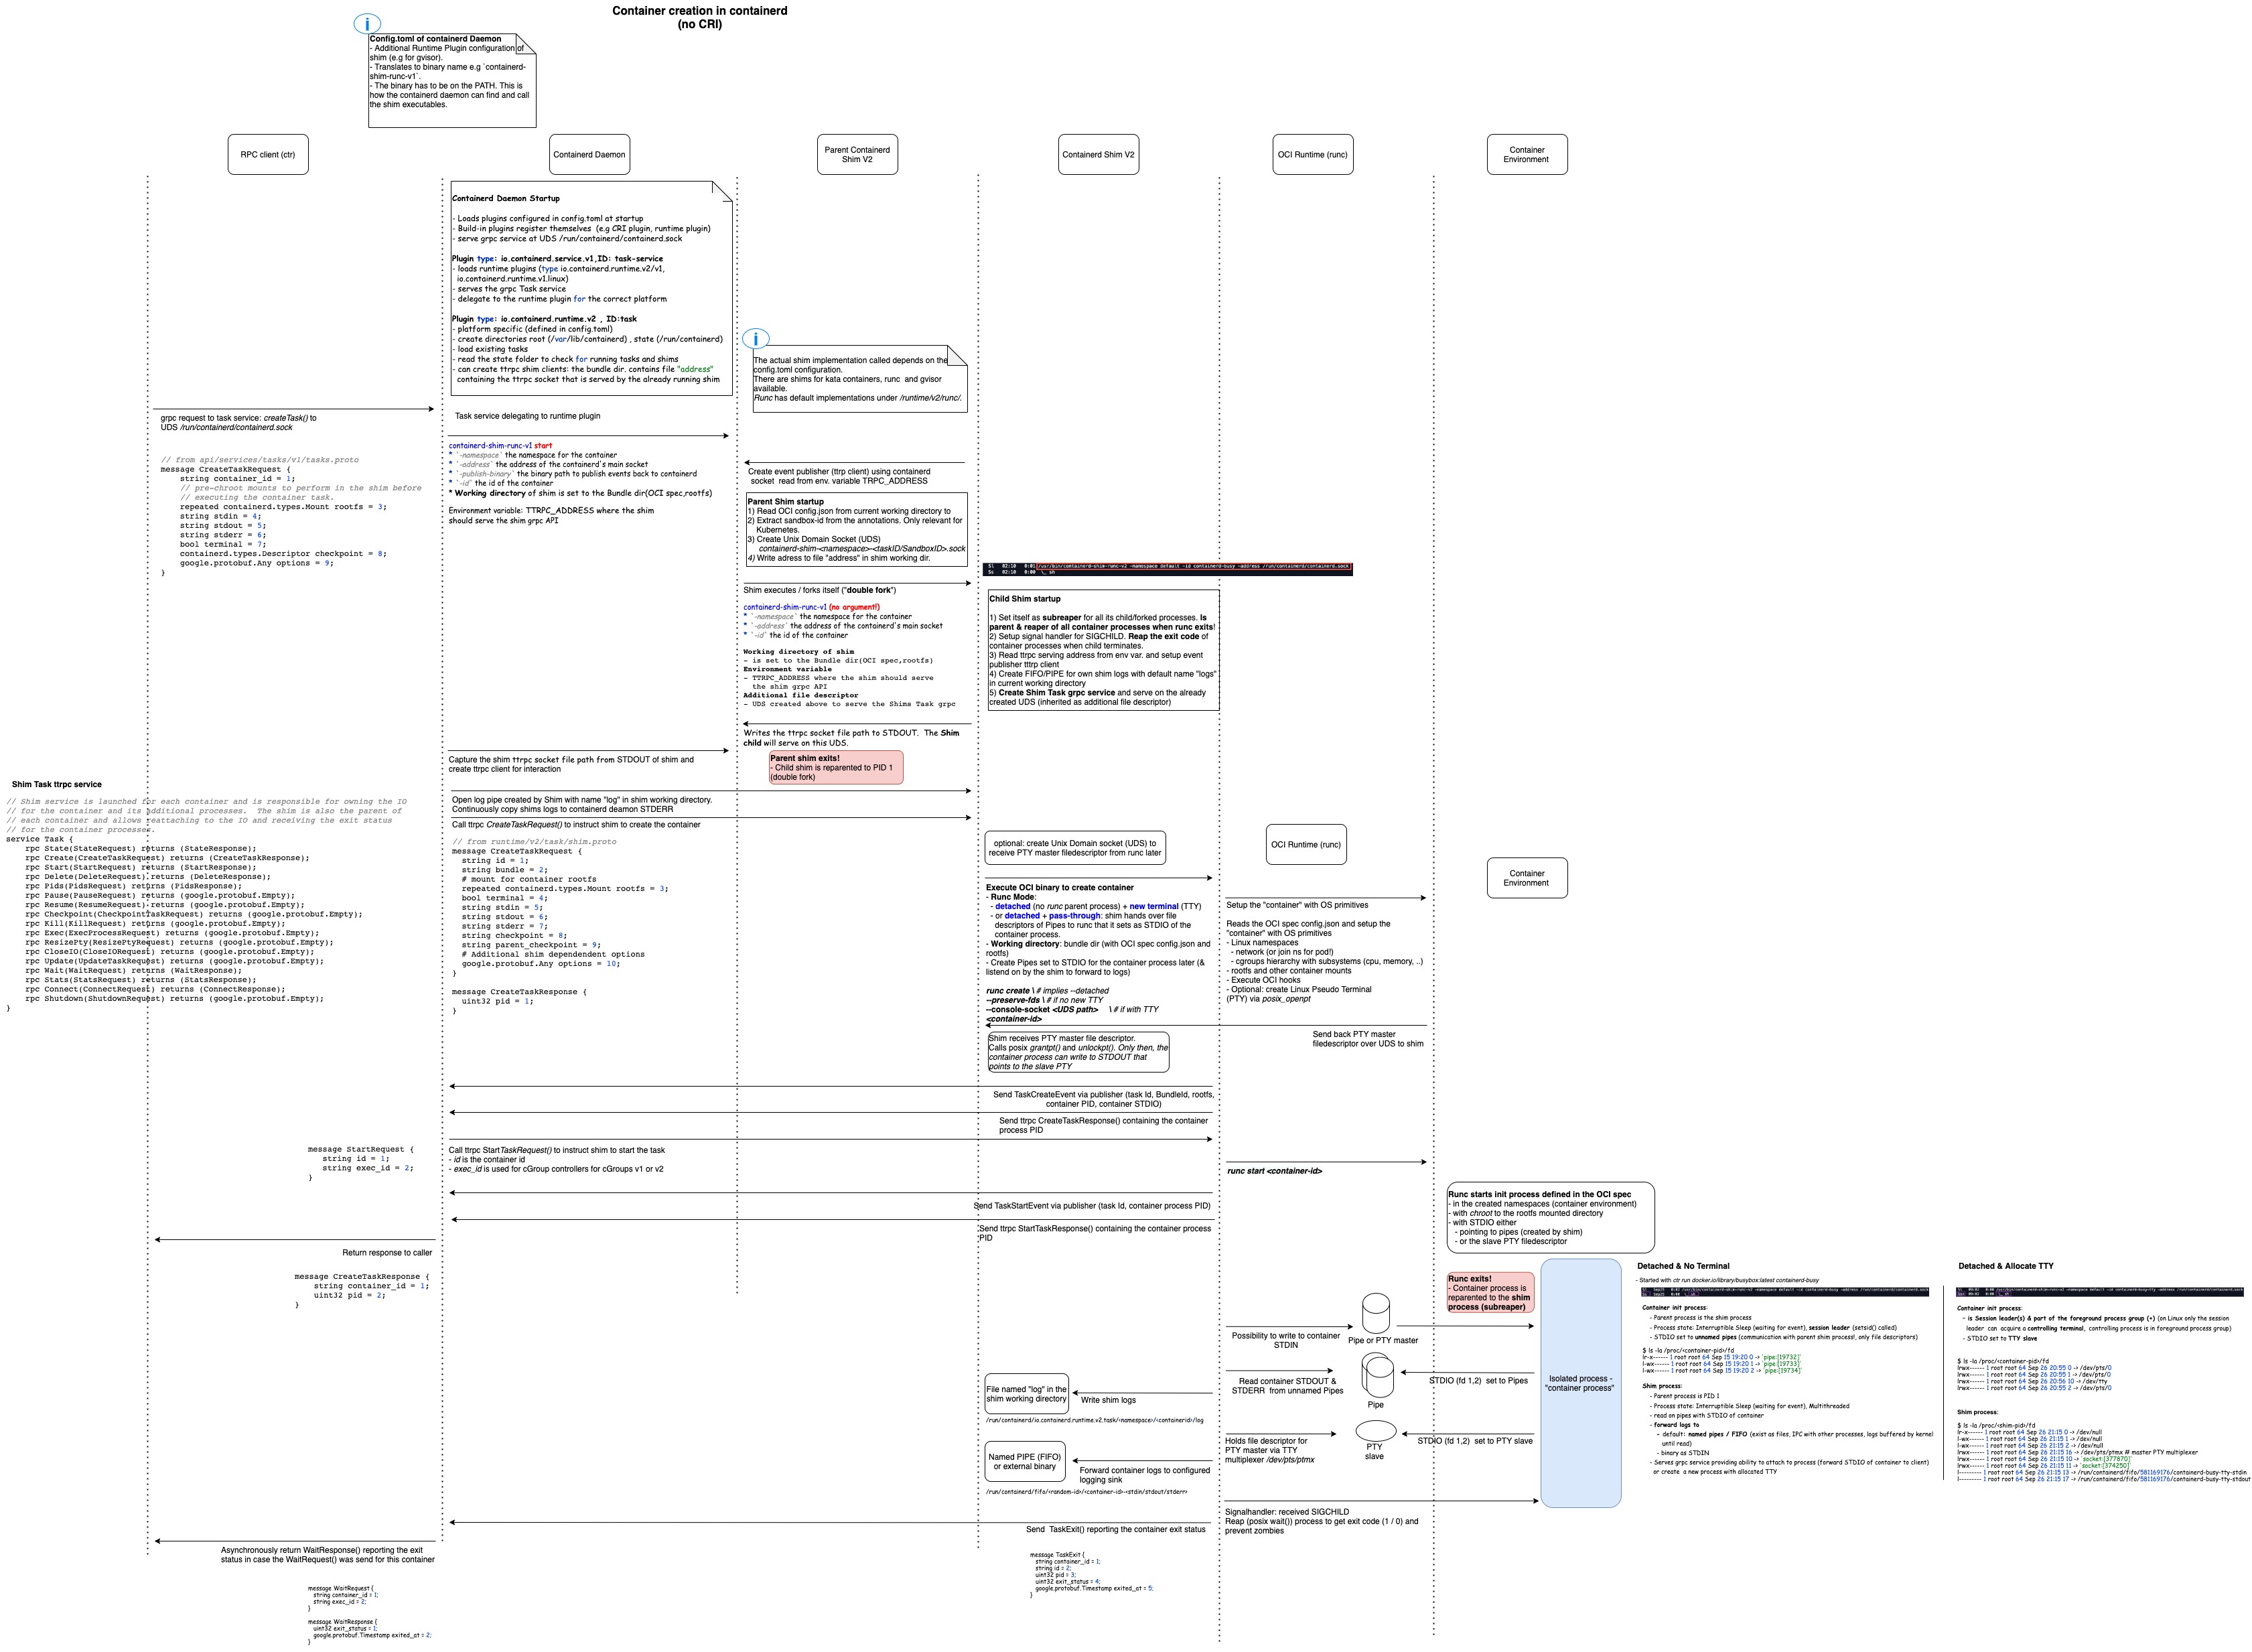 Container creation in containerd
(no CRI)
i
Config.toml of containerd Daemon
- Additional Runtime Plugin configuration of
shim (e.g for gvisor).
- Translates to binary name e.g `containerd-
shim-runc-v1`.
- The binary has to be on the PATH. This is
how the containerd daemon can find and call
the shim executables.
RPC client (ctr)
Containerd Daemon
Parent Containerd
Shim V2
Containerd Shim V2
OCI Runtime (runc)
Container
Environment
Containerd Daemon Startup
- Loads plugins configured in config.toml at startup
- Build-in plugins register themselves (e.g CRI plugin, runtime plugin)
- serve grpc service at UDS /run/containerd/containerd.sock
Plugin type: io.containerd.service.v1,ID: task-service
- loads runtime plugins (type io.containerd.runtime.v2/v1,
io.containerd.runtime.v1.linux)
- serves the grpc Task service
- delegate to the runtime plugin for the correct platform
Plugin type: io.containerd.runtime.v2 , ID:task
- platform specific (defined in config.toml)
- create directories root (/var/lib/containerd) , state (/run/containerd)
- load existing tasks
- read the state folder to check for running tasks and shims
- can create ttrpc shim clients: the bundle dir. contains file "address"
containing the ttrpc socket that is served by the already running shim
i
The actual shim implementation called depends on the
config.toml configuration.
There are shims for kata containers, runc and gvisor
available.
Runc has default implementations under /runtime/v2/runc/.
grpc request to task service: createTask() to
UDS /run/containerd/containerd.sock
Task service delegating to runtime plugin
// from api/services/tasks/v1/tasks.proto
message CreateTaskRequest {
string container_id = 1;
// pre-chroot mounts to perform in the shim before
// executing the container task.
repeated containerd.types.Mount rootfs = 3;
string stdin = 4;
string stdout = 5;
string stderr = 6;
bool terminal = 7;
containerd.types.Descriptor checkpoint = 8;
google.protobuf.Any options = 9;
}
containerd-shim-runc-v1 start
* `-namespace` the namespace for the container
* `-address` the address of the containerd's main socket
* `-publish-binary` the binary path to publish events back to containerd
* `-id` the id of the container
* Working directory of shim is set to the Bundle dir(OCI spec,rootfs)
Environment variable: TTRPC_ADDRESS where the shim
should serve the shim grpc API
Create event publisher (ttrp client) using containerd
socket read from env. variable TRPC_ADDRESS
Parent Shim startup
1) Read OCI config.json from current working directory to
2) Extract sandbox-id from the annotations. Only relevant for
Kubernetes.
3) Create Unix Domain Socket (UDS)
containerd-shim-<namespace>-<taskID/SandboxID>.sock
4) Write adress to file "address" in shim working dir.
Sl 02:10 0:01 /usr/bin/containerd-shim-runc-v2 -namespace default -id containerd-busy -address /run/containerd/containerd.sock
Ss 02:10 0:00 \_ sh
Shim executes / forks itself ("double fork")
containerd-shim-runc-v1 (no argument!)
* `-namespace` the namespace for the container
* `-address` the address of the containerd's main socket
* `-id` the id of the container
Working directory of shim
- is set to the Bundle dir(OCI spec,rootfs)
Environment variable
- TTRPC_ADDRESS where the shim should serve
the shim grpc API
Additional file descriptor
- UDS created above to serve the Shims Task grpc
Child Shim startup
1) Set itself as subreaper for all its child/forked processes. Is
parent & reaper of all container processes when runc exits!
2) Setup signal handler for SIGCHILD. Reap the exit code of
container processes when child terminates.
3) Read ttrpc serving address from env var. and setup event
publisher tttrp client
4) Create FIFO/PIPE for own shim logs with default name "logs"
in current working directory
5) Create Shim Task grpc service and serve on the already
created UDS (inherited as additional file descriptor)
Writes the ttrpc socket file path to STDOUT. The Shim
child will serve on this UDS.
Capture the shim ttrpc socket file path from STDOUT of shim and
create ttrpc client for interaction
Parent shim exits!
- Child shim is reparented to PID 1
(double fork)
Shim Task ttrpc service
// Shim service is launched for each container and is responsible for owning the IO
// for the container and its additional processes. The shim is also the parent of
// each container and allows reattaching to the IO and receiving the exit status
// for the container processes.
service Task {
rpc State(StateRequest) returns (StateResponse);
rpc Create(CreateTaskRequest) returns (CreateTaskResponse);
rpc Start(StartRequest) returns (StartResponse);
rpc Delete(DeleteRequest) returns (DeleteResponse);
rpc Pids(PidsRequest) returns (PidsResponse);
rpc Pause(PauseRequest) returns (google.protobuf.Empty);
rpc Resume(ResumeRequest) returns (google.protobuf.Empty);
rpc Checkpoint(CheckpointTaskRequest) returns (google.protobuf.Empty);
rpc Kill(KillRequest) returns (google.protobuf.Empty);
rpc Exec(ExecProcessRequest) returns (google.protobuf.Empty);
rpc ResizePty(ResizePtyRequest) returns (google.protobuf.Empty);
rpc CloseIO(CloseIORequest) returns (google.protobuf.Empty);
rpc Update(UpdateTaskRequest) returns (google.protobuf.Empty);
rpc Wait(WaitRequest) returns (WaitResponse);
rpc Stats(StatsRequest) returns (StatsResponse);
rpc Connect(ConnectRequest) returns (ConnectResponse);
rpc Shutdown(ShutdownRequest) returns (google.protobuf.Empty);
}
Open log pipe created by Shim with name "log" in shim working directory.
Continuously copy shims logs to containerd deamon STDERR
Call ttrpc CreateTaskRequest() to instruct shim to create the container
// from runtime/v2/task/shim.proto
message CreateTaskRequest {
string id = 1;
string bundle = 2;
# mount for container rootfs
repeated containerd.types.Mount rootfs = 3;
bool terminal = 4;
string stdin = 5;
string stdout = 6;
string stderr = 7;
string checkpoint = 8;
string parent_checkpoint = 9;
# Additional shim dependendent options
google.protobuf.Any options = 10;
}
message CreateTaskResponse {
uint32 pid = 1;
}
optional: create Unix Domain socket (UDS) to
receive PTY master filedescriptor from runc later
OCI Runtime (runc)
Container
Environment
Execute OCI binary to create container
- Runc Mode:
- detached (no runc parent process) + new terminal (TTY)
- or detached + pass-through: shim hands over file
descriptors of Pipes to runc that it sets as STDIO of the
container process.
- Working directory: bundle dir (with OCI spec config.json and
rootfs)
- Create Pipes set to STDIO for the container process later (&
listend on by the shim to forward to logs)
runc create \ # implies --detached
--preserve-fds \ # if no new TTY
--console-socket <UDS path> \ # if with TTY
<container-id>
Setup the "container" with OS primitives
Reads the OCI spec config.json and setup the
"container" with OS primitives
- Linux namespaces
- network (or join ns for pod!)
- cgroups hierarchy with subsystems (cpu, memory, ..)
- rootfs and other container mounts
- Execute OCI hooks
- Optional: create Linux Pseudo Terminal
(PTY) via posix_openpt
Send back PTY master
filedescriptor over UDS to shim
Shim receives PTY master file descriptor.
Calls posix grantpt() and unlockpt(). Only then, the
container process can write to STDOUT that
points to the slave PTY
Send TaskCreateEvent via publisher (task Id, BundleId, rootfs,
container PID, container STDIO)
Send ttrpc CreateTaskResponse() containing the container
process PID
message StartRequest {
string id = 1;
string exec_id = 2;
}
Call ttrpc StartTaskRequest() to instruct shim to start the task
- id is the container id
- exec_id is used for cGroup controllers for cGroups v1 or v2
runc start <container-id>
Send TaskStartEvent via publisher (task Id, container process PID)
Send ttrpc StartTaskResponse() containing the container process
PID
Runc starts init process defined in the OCI spec
- in the created namespaces (container environment)
- with chroot to the rootfs mounted directory
- with STDIO either
- pointing to pipes (created by shim)
- or the slave PTY filedescriptor
Return response to caller
message CreateTaskResponse {
string container_id = 1;
uint32 pid = 2;
}
Runc exits!
- Container process is
reparented to the shim
process (subreaper)
Isolated process -
"container process"
Possibility to write to container
STDIN
Pipe or PTY master
Read container STDOUT &
STDERR from unnamed Pipes
Pipe
STDIO (fd 1,2) set to Pipes
File named "log" in the
shim working directory
Write shim logs
/run/containerd/io.containerd.runtime.v2.task/<namespace>/<containerid>/log
Holds file descriptor for
PTY master via TTY
multiplexer /dev/pts/ptmx
PTY
slave
STDIO (fd 1,2) set to PTY slave
Named PIPE (FIFO)
or external binary
Forward container logs to configured
logging sink
/run/containerd/fifo/<random-id>/<container-id>-<stdin/stdout/stderr>
Signalhandler: received SIGCHILD
Reap (posix wait()) process to get exit code (1 / 0) and
prevent zombies
Send TaskExit() reporting the container exit status
Asynchronously return WaitResponse() reporting the exit
status in case the WaitRequest() was send for this container
message TaskExit {
string container_id = 1;
string id = 2;
uint32 pid = 3;
uint32 exit_status = 4;
google.protobuf.Timestamp exited_at = 5;
}
message WaitRequest {
string container_id = 1;
string exec_id = 2;
}
message WaitResponse {
uint32 exit_status = 1;
google.protobuf.Timestamp exited_at = 2;
}
Detached & No Terminal
- Started with ctr run docker.io/library/busybox:latest containerd-busy
Container init process:
- Parent process is the shim process
- Process state: Interruptible Sleep (waiting for event), session leader (setsid() called)
- STDIO set to unnamed pipes (communication with parent shim process!, only file descriptors)
$ ls -la /proc/<container-pid>/fd
lr-x------ 1 root root 64 Sep 15 19:20 0 -> 'pipe:[19732]'
l-wx------ 1 root root 64 Sep 15 19:20 1 -> 'pipe:[19733]'
l-wx------ 1 root root 64 Sep 15 19:20 2 -> 'pipe:[19734]'
Shim process:
- Parent process is PID 1
- Process state: Interruptible Sleep (waiting for event), Multithreaded
- read on pipes with STDIO of container
- forward logs to
- default: named pipes / FIFO (exist as files, IPC with other processes, logs buffered by kernel
until read)
- binary as STDIN
- Serves grpc service providing ability to attach to process (forward STDIO of container to client)
or create a new process with allocated TTY
Detached & Allocate TTY
Container init process:
- is Session leader(s) & part of the foreground process group (+) (on Linux only the session
leader can acquire a controlling terminal, controlling process is in foreground process group)
- STDIO set to TTY slave
$ ls -la /proc/<container-pid>/fd
lrwx------ 1 root root 64 Sep 26 20:55 0 -> /dev/pts/0
lrwx------ 1 root root 64 Sep 26 20:55 1 -> /dev/pts/0
lrwx------ 1 root root 64 Sep 26 20:56 10 -> /dev/tty
lrwx------ 1 root root 64 Sep 26 20:55 2 -> /dev/pts/0
Shim process:
$ ls -la /proc/<shim-pid>/fd
lr-x------ 1 root root 64 Sep 26 21:15 0 -> /dev/null
l-wx------ 1 root root 64 Sep 26 21:15 1 -> /dev/null
l-wx------ 1 root root 64 Sep 26 21:15 2 -> /dev/null
lrwx------ 1 root root 64 Sep 26 21:15 16 -> /dev/pts/ptmx # master PTY multiplexer
lrwx------ 1 root root 64 Sep 26 21:15 10 -> 'socket:[377870]'
lrwx------ 1 root root 64 Sep 26 21:15 11 -> 'socket:[374250]'
l--------- 1 root root 64 Sep 26 21:15 13 -> /run/containerd/fifo/581169176/containerd-busy-tty-stdin
l--------- 1 root root 64 Sep 26 21:15 17 -> /run/containerd/fifo/581169176/containerd-busy-tty-stdout